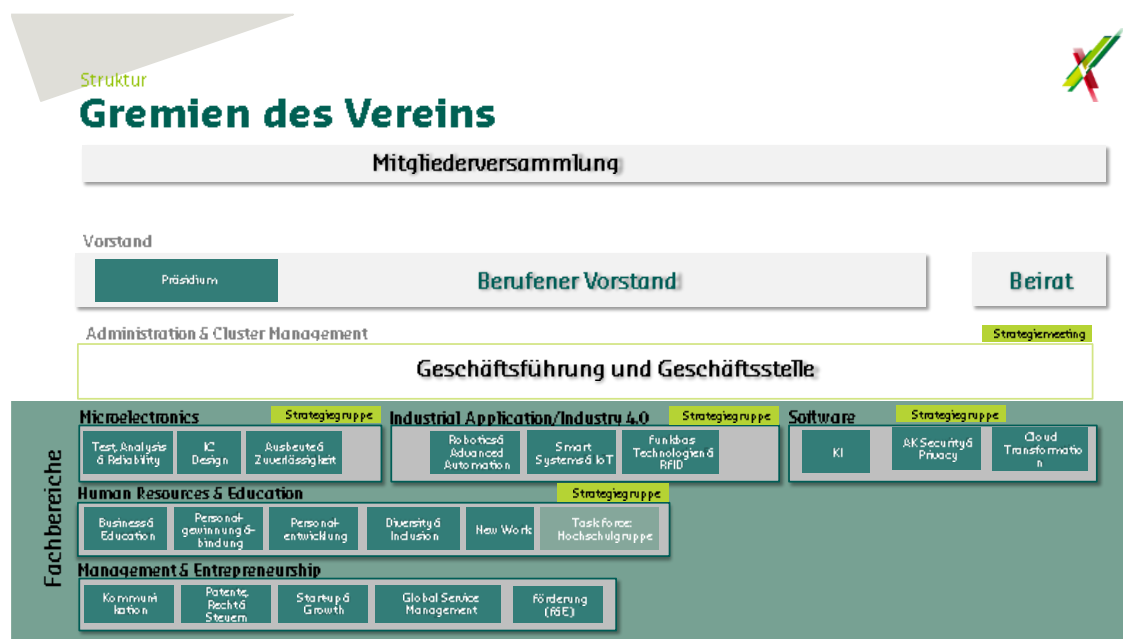 Struktur
Gremien des Vereins
Mitgliederversammlung
Vorstand
Präsidium
Berufener Vorstand
Beirat
Administration & Cluster Management
Strategiemeeting
Geschäftsführung und Geschäftsstelle
Fachbereiche
Microelectronics
Strategiegruppe
Test, Analysis
& Reliability
IC
Design
Ausbeute &
Zuverlässigkeit
Industrial Application/Industry 4.0
Strategiegruppe
Robotics &
Advanced
Automation
Smart
Systems & IoT
Funkbas
Technologien &
RFID
Software
Strategiegruppe
KI
AK Security &
Privacy
Cloud
Transformatio
n
Human Resources & Education
Strategiegruppe
Business &
Education
Personal-
gewinnung &-
bindung
Personal-
entwicklung
Diversity &
Inclusion
New Work
Taskforce:
Hochschulgruppe
Management & Entrepreneurship
Kommuni
kation
Patente,
Recht &
Steuern
Startup &
Growth
Global Service
Management
Förderung
(F&E)